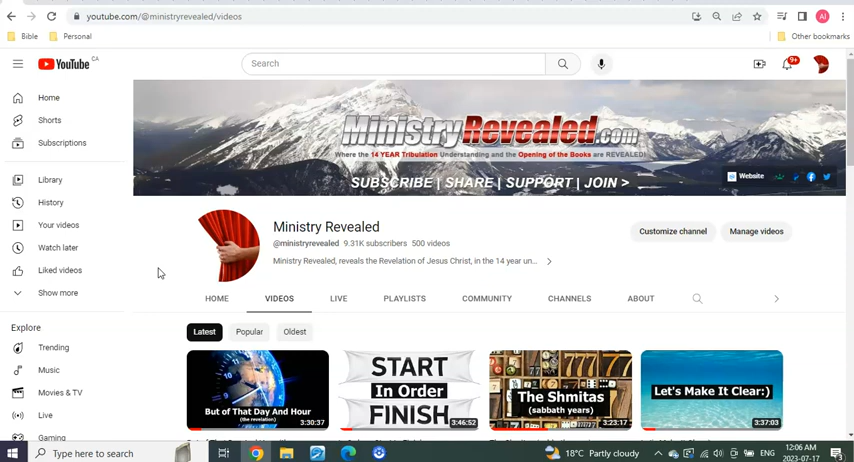 youtube.com/@ministryrevealed/videos
Bible
Personal
Other bookmarks
YouTube CA
Search
9+
Home
Shorts
Subscriptions
Library
History
Your videos
Watch later
Liked videos
Show more
Explore
Trending
Music
Movies & TV
Live
Gaming
MinistryRevealed.com
Where the 14 YEAR Tribulation Understanding and the Opening of the Books are REVEALED!
SUBSCRIBE | SHARE | SUPPORT | JOIN >
Website
Ministry Revealed
@ministryrevealed 9.31K subscribers 500 videos
Ministry Revealed, reveals the Revelation of Jesus Christ, in the 14 year un...
Customize channel
Manage videos
HOME VIDEOS LIVE PLAYLISTS COMMUNITY CHANNELS ABOUT
Latest Popular Oldest
But of That Day And Hour
(the revelation)
3:30:37
START
In Order
FINISH
3:46:52
The Shmitas
(sabbath years)
3:23:17
Let's Make It Clear:)
3:37:03
Type here to search
18°C Partly cloudy
ENG
12:06 AM
2023-07-17
3